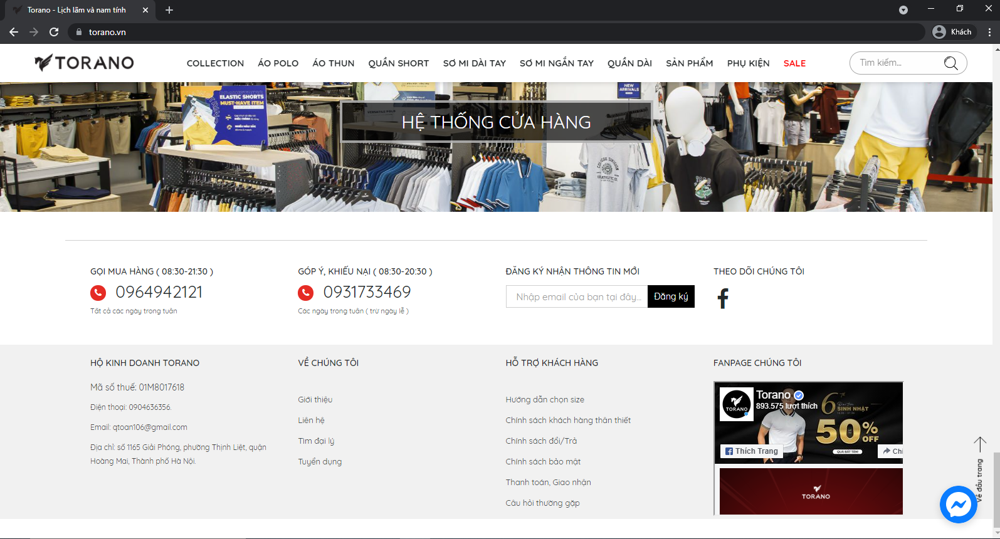 Torano - Lịch lãm và nam tính
torano.vn
Khách
TORANO
COLLECTION
ÁO POLO
ÁO THUN
QUẦN SHORT
SƠ MI DÀI TAY
SƠ MI NGẮN TAY
QUẦN DÀI
SẢN PHẨM
PHỤ KIỆN
SALE
Tìm kiếm...
ELASTIC SHORTS
MUST-HAVE ITEM
NEW
ARRIVALS
HỆ THỐNG CỬA HÀNG
COLLEGE DIVISION
GỌI MUA HÀNG ( 08:30-21:30 )
0964942121
Tất cả các ngày trong tuần
GÓP Ý, KHIẾU NẠI ( 08:30-20:30 )
0931733469
Các ngày trong tuần ( trừ ngày lễ )
ĐĂNG KÝ NHẬN THÔNG TIN MỚI
Nhập email của bạn tại đây...
Đăng ký
THEO DÕI CHÚNG TÔI
HỘ KINH DOANH TORANO
Mã số thuế: 01M8017618
Điện thoại: 0904636356.
Email: qtoan106@gmail.com
Địa chỉ: số 1165 Giải Phóng, phường Thịnh Liệt, quận
Hoàng Mai, Thành phố Hà Nội.
VỀ CHÚNG TÔI
Giới thiệu
Liên hệ
Tìm đại lý
Tuyển dụng
HỖ TRỢ KHÁCH HÀNG
Hướng dẫn chọn size
Chính sách khách hàng thân thiết
Chính sách đổi/Trả
Chính sách bảo mật
Thanh toán, Giao nhận
Câu hỏi thường gặp
FANPAGE CHÚNG TÔI
TORANO
Torano
893.575 lượt thích
6
SINH NHẬT
50%
OFF
QUÀ BẤT TẬN!
Thích Trang
Chi
TORANO
Về đầu trang